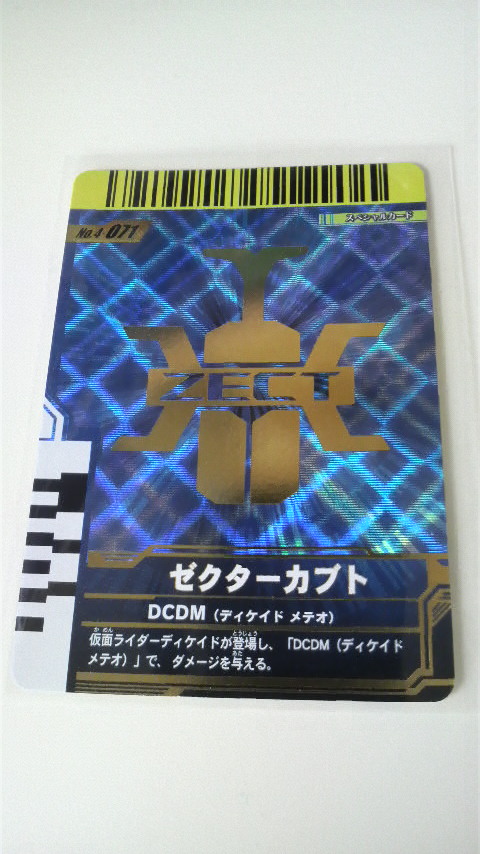 No.4-071
スペシャルカード
ZECT
ゼクターカブト
DCDM（ディケイド メテオ）
仮面ライダーディケイドが登場し、「DCDM（ディケイド
メテオ）」で、ダメージを与える。